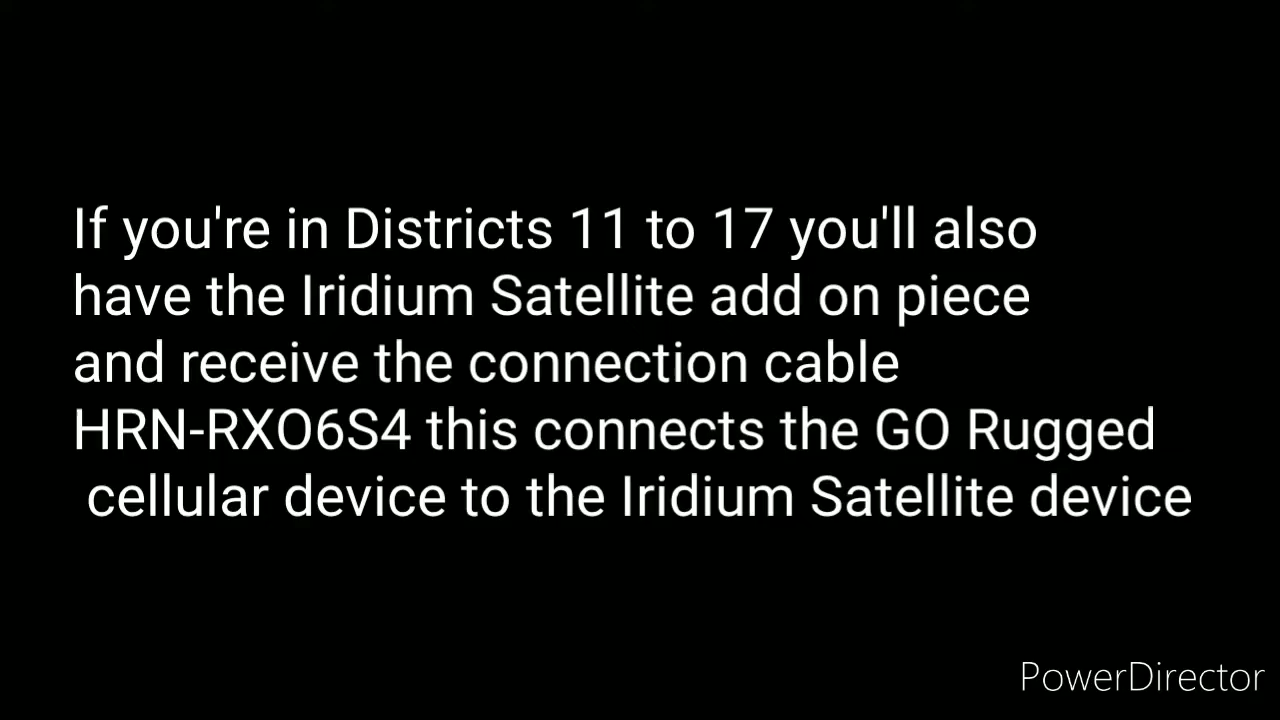 If you're in Districts 11 to 17 you'll also
have the Iridium Satellite add on piece
and receive the connection cable
HRN-RXO6S4 this connects the GO Rugged
cellular device to the Iridium Satellite device
PowerDirector